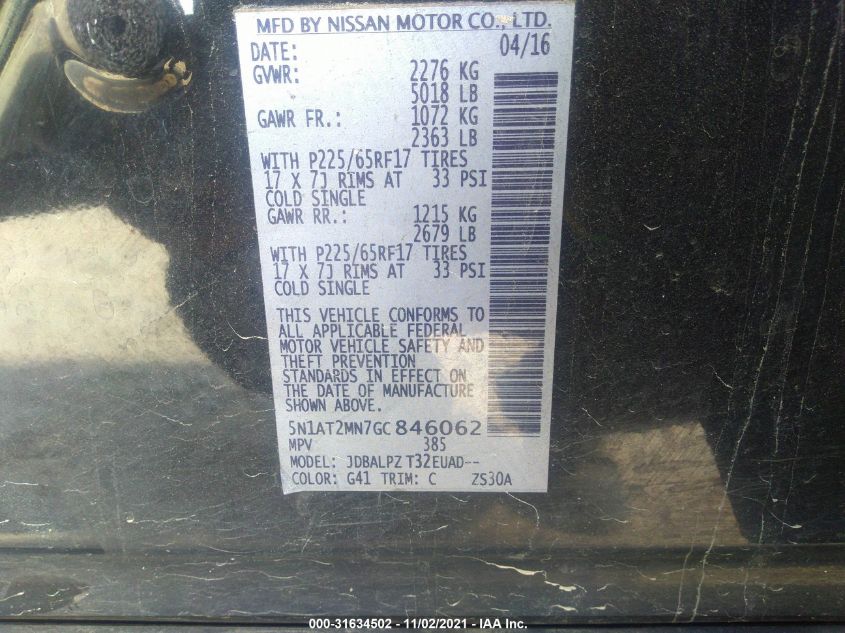 MFD BY NISSAN MOTOR CO., LTD.
DATE: 04/16
GVWR: 2276 KG
5018 LB
GAWR FR.: 1072 KG
2363 LB
WITH P225/65RF17 TIRES
17 X 7J RIMS AT 33 PSI
COLD SINGLE
GAWR RR.: 1215 KG
2679 LB
WITH P225/65RF17 TIRES
17 X 7J RIMS AT 33 PSI
COLD SINGLE
THIS VEHICLE CONFORMS TO
ALL APPLICABLE FEDERAL
MOTOR VEHICLE SAFETY AND
THEFT PREVENTION
STANDARDS IN EFFECT ON
THE DATE OF MANUFACTURE
SHOWN ABOVE.
5N1AT2MN7GC846062
MPV 385
MODEL: JDBALPZ T32EUAD--
COLOR: G41 TRIM: C ZS30A
000-31634502 - 11/02/2021 - IAA Inc.